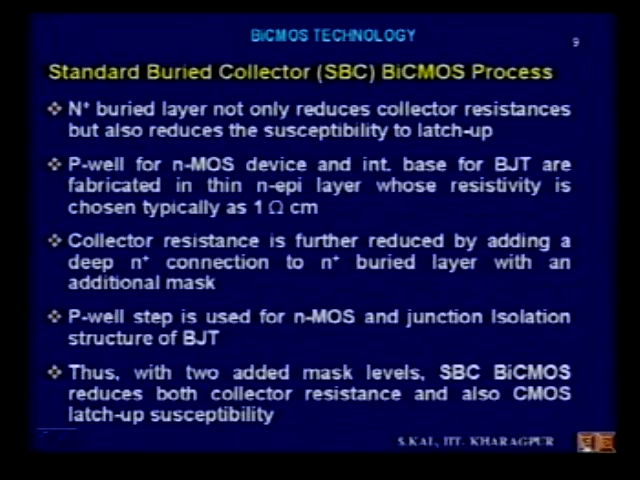 BiCMOS TECHNOLOGY
9
Standard Buried Collector (SBC) BiCMOS Process
❖ N⁺ buried layer not only reduces collector resistances
but also reduces the susceptibility to latch-up
❖ P-well for n-MOS device and int. base for BJT are
fabricated in thin n-epi layer whose resistivity is
chosen typically as 1 Ω cm
❖ Collector resistance is further reduced by adding a
deep n⁺ connection to n⁺ buried layer with an
additional mask
❖ P-well step is used for n-MOS and junction Isolation
structure of BJT
❖ Thus, with two added mask levels, SBC BiCMOS
reduces both collector resistance and also CMOS
latch-up susceptibility
S.KAL, IIT- KHARAGPUR